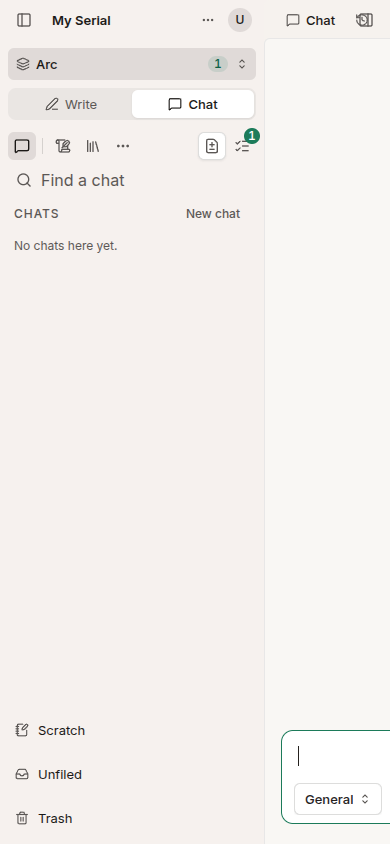 My Serial
U
Chat
Arc
1
Write
Chat
1
Find a chat
CHATS
New chat
No chats here yet.
Scratch
Unfiled
Trash
General